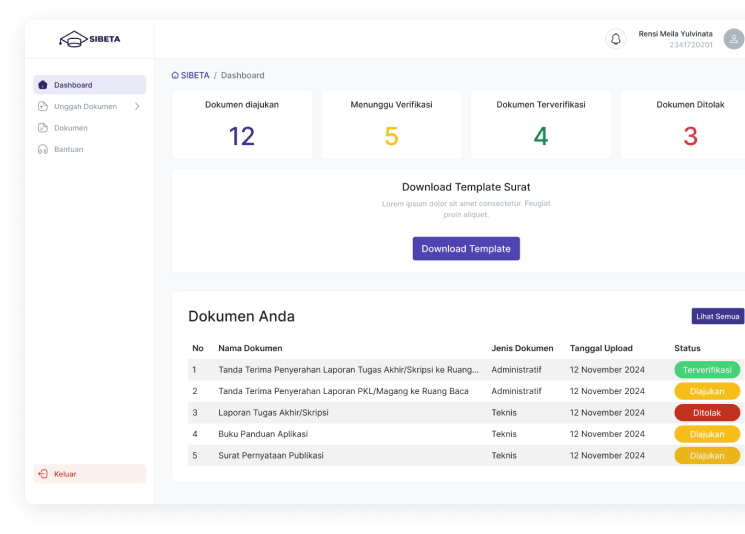 SIBETA
Rensi Meila Yulvinata
2341720201
Dashboard
Unggah Dokumen
Dokumen
Bantuan
Keluar
SIBETA / Dashboard
Dokumen diajukan
12
Menunggu Verifikasi
5
Dokumen Terverifikasi
4
Dokumen Ditolak
3
Download Template Surat
Lorem ipsum dolor sit amet consectetur. Feugiat
proin aliquet.
Download Template
Dokumen Anda
Lihat Semua
No Nama Dokumen Jenis Dokumen Tanggal Upload Status
1 Tanda Terima Penyerahan Laporan Tugas Akhir/Skripsi ke Ruang... Administratif 12 November 2024 Terverifikasi
2 Tanda Terima Penyerahan Laporan PKL/Magang ke Ruang Baca Administratif 12 November 2024 Diajukan
3 Laporan Tugas Akhir/Skripsi Teknis 12 November 2024 Ditolak
4 Buku Panduan Aplikasi Teknis 12 November 2024 Diajukan
5 Surat Pernyataan Publikasi Teknis 12 November 2024 Diajukan